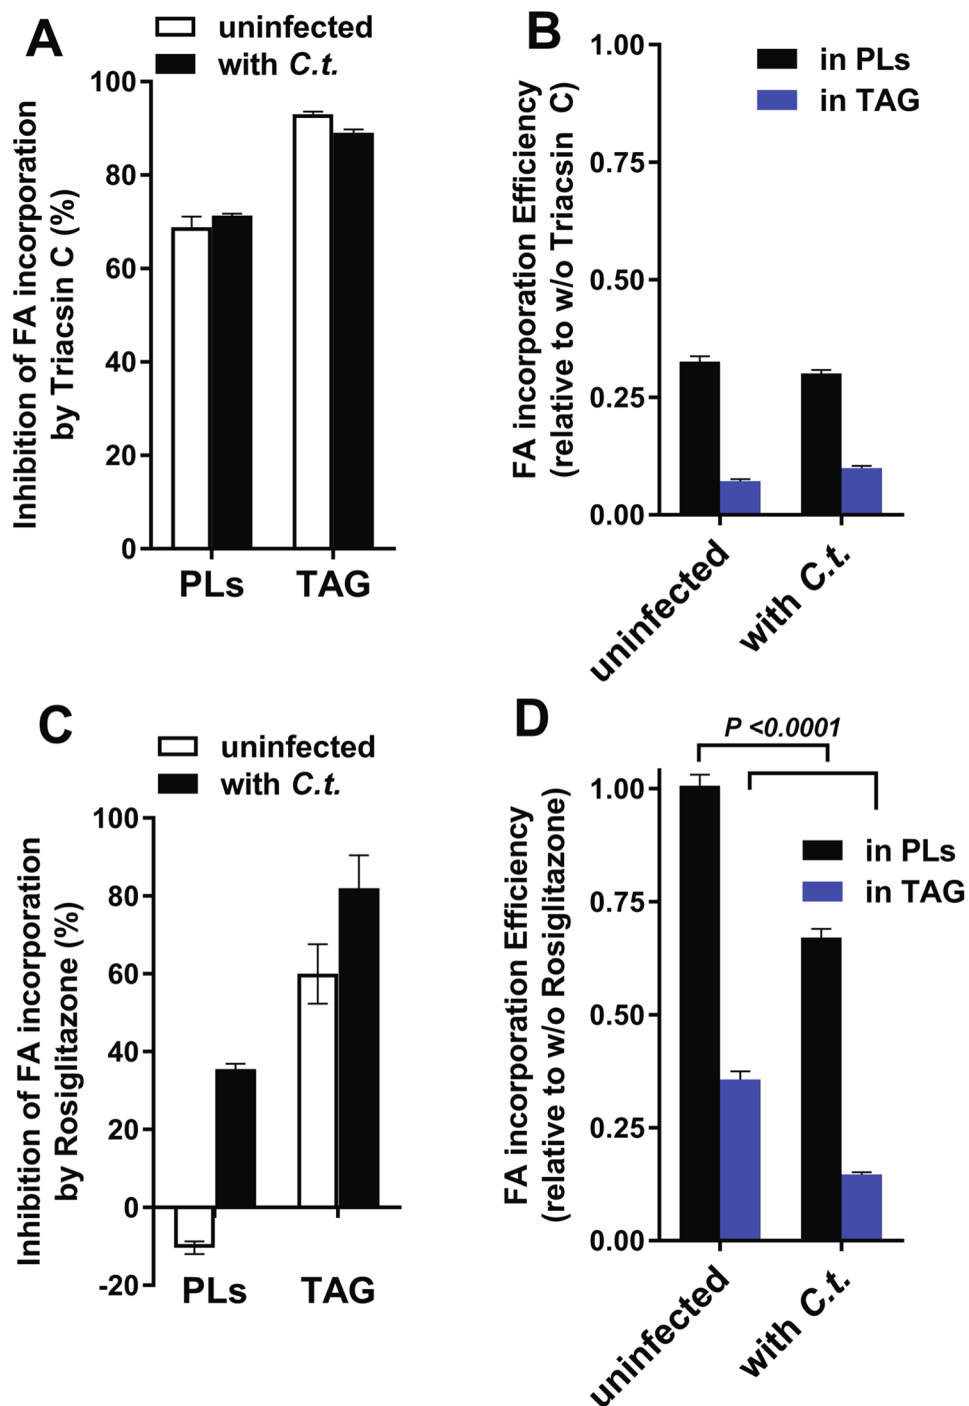 A
uninfected
with C.t.
Inhibition of FA incorporation
by Triacsin C (%)
100
80
60
40
20
0
PLs
TAG
B
in PLs
in TAG
FA incorporation Efficiency
(relative to w/o Triacsin C)
1.00
0.75
0.50
0.25
0.00
uninfected
with C.t.
C
uninfected
with C.t.
Inhibition of FA incorporation
by Rosiglitazone (%)
100
80
60
40
20
0
-20
PLs
TAG
D
P <0.0001
in PLs
in TAG
FA incorporation Efficiency
(relative to w/o Rosiglitazone)
1.00
0.75
0.50
0.25
0.00
uninfected
with C.t.